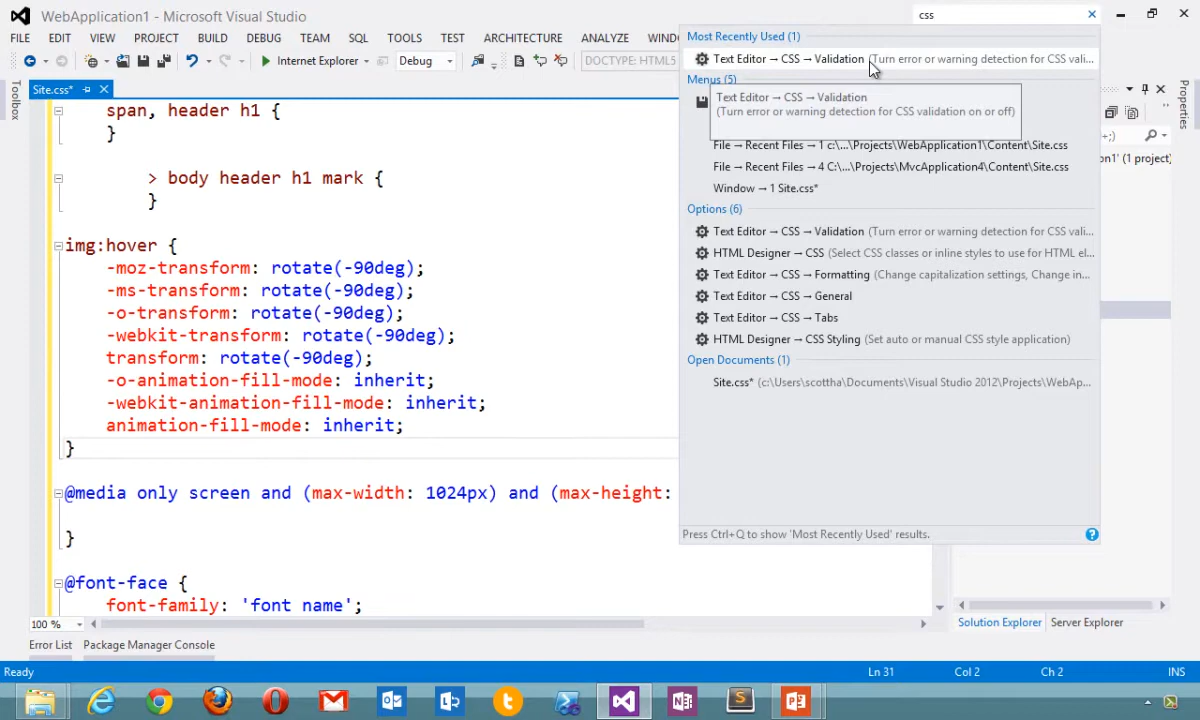 WebApplication1 - Microsoft Visual Studio
css
FILE EDIT VIEW PROJECT BUILD DEBUG TEAM SQL TOOLS TEST ARCHITECTURE ANALYZE WIND
Internet Explorer Debug DOCTYPE: HTML5
Toolbox
Site.css*
span, header h1 {
}
> body header h1 mark {
}
img:hover {
-moz-transform: rotate(-90deg);
-ms-transform: rotate(-90deg);
-o-transform: rotate(-90deg);
-webkit-transform: rotate(-90deg);
transform: rotate(-90deg);
-o-animation-fill-mode: inherit;
-webkit-animation-fill-mode: inherit;
animation-fill-mode: inherit;
}
@media only screen and (max-width: 1024px) and (max-height:
}
@font-face {
font-family: 'font name';
Most Recently Used (1)
Text Editor → CSS → Validation (Turn error or warning detection for CSS vali...
Menus (5)
Text Editor → CSS → Validation
(Turn error or warning detection for CSS validation on or off)
File → Recent Files → 1 c:\...\Projects\WebApplication1\Content\Site.css
File → Recent Files → 4 C:\...\Projects\MvcApplication4\Content\Site.css
Window → 1 Site.css*
Options (6)
Text Editor → CSS → Validation (Turn error or warning detection for CSS vali...
HTML Designer → CSS (Select CSS classes or inline styles to use for HTML el...
Text Editor → CSS → Formatting (Change capitalization settings, Change in...
Text Editor → CSS → General
Text Editor → CSS → Tabs
HTML Designer → CSS Styling (Set auto or manual CSS style application)
Open Documents (1)
Site.css* (c:\users\scottha\Documents\Visual Studio 2012\Projects\WebAp...
Press Ctrl+Q to show 'Most Recently Used' results.
+;)
on1' (1 project)
Properties
100 %
Solution Explorer Server Explorer
Error List Package Manager Console
Ready Ln 31 Col 2 Ch 2 INS